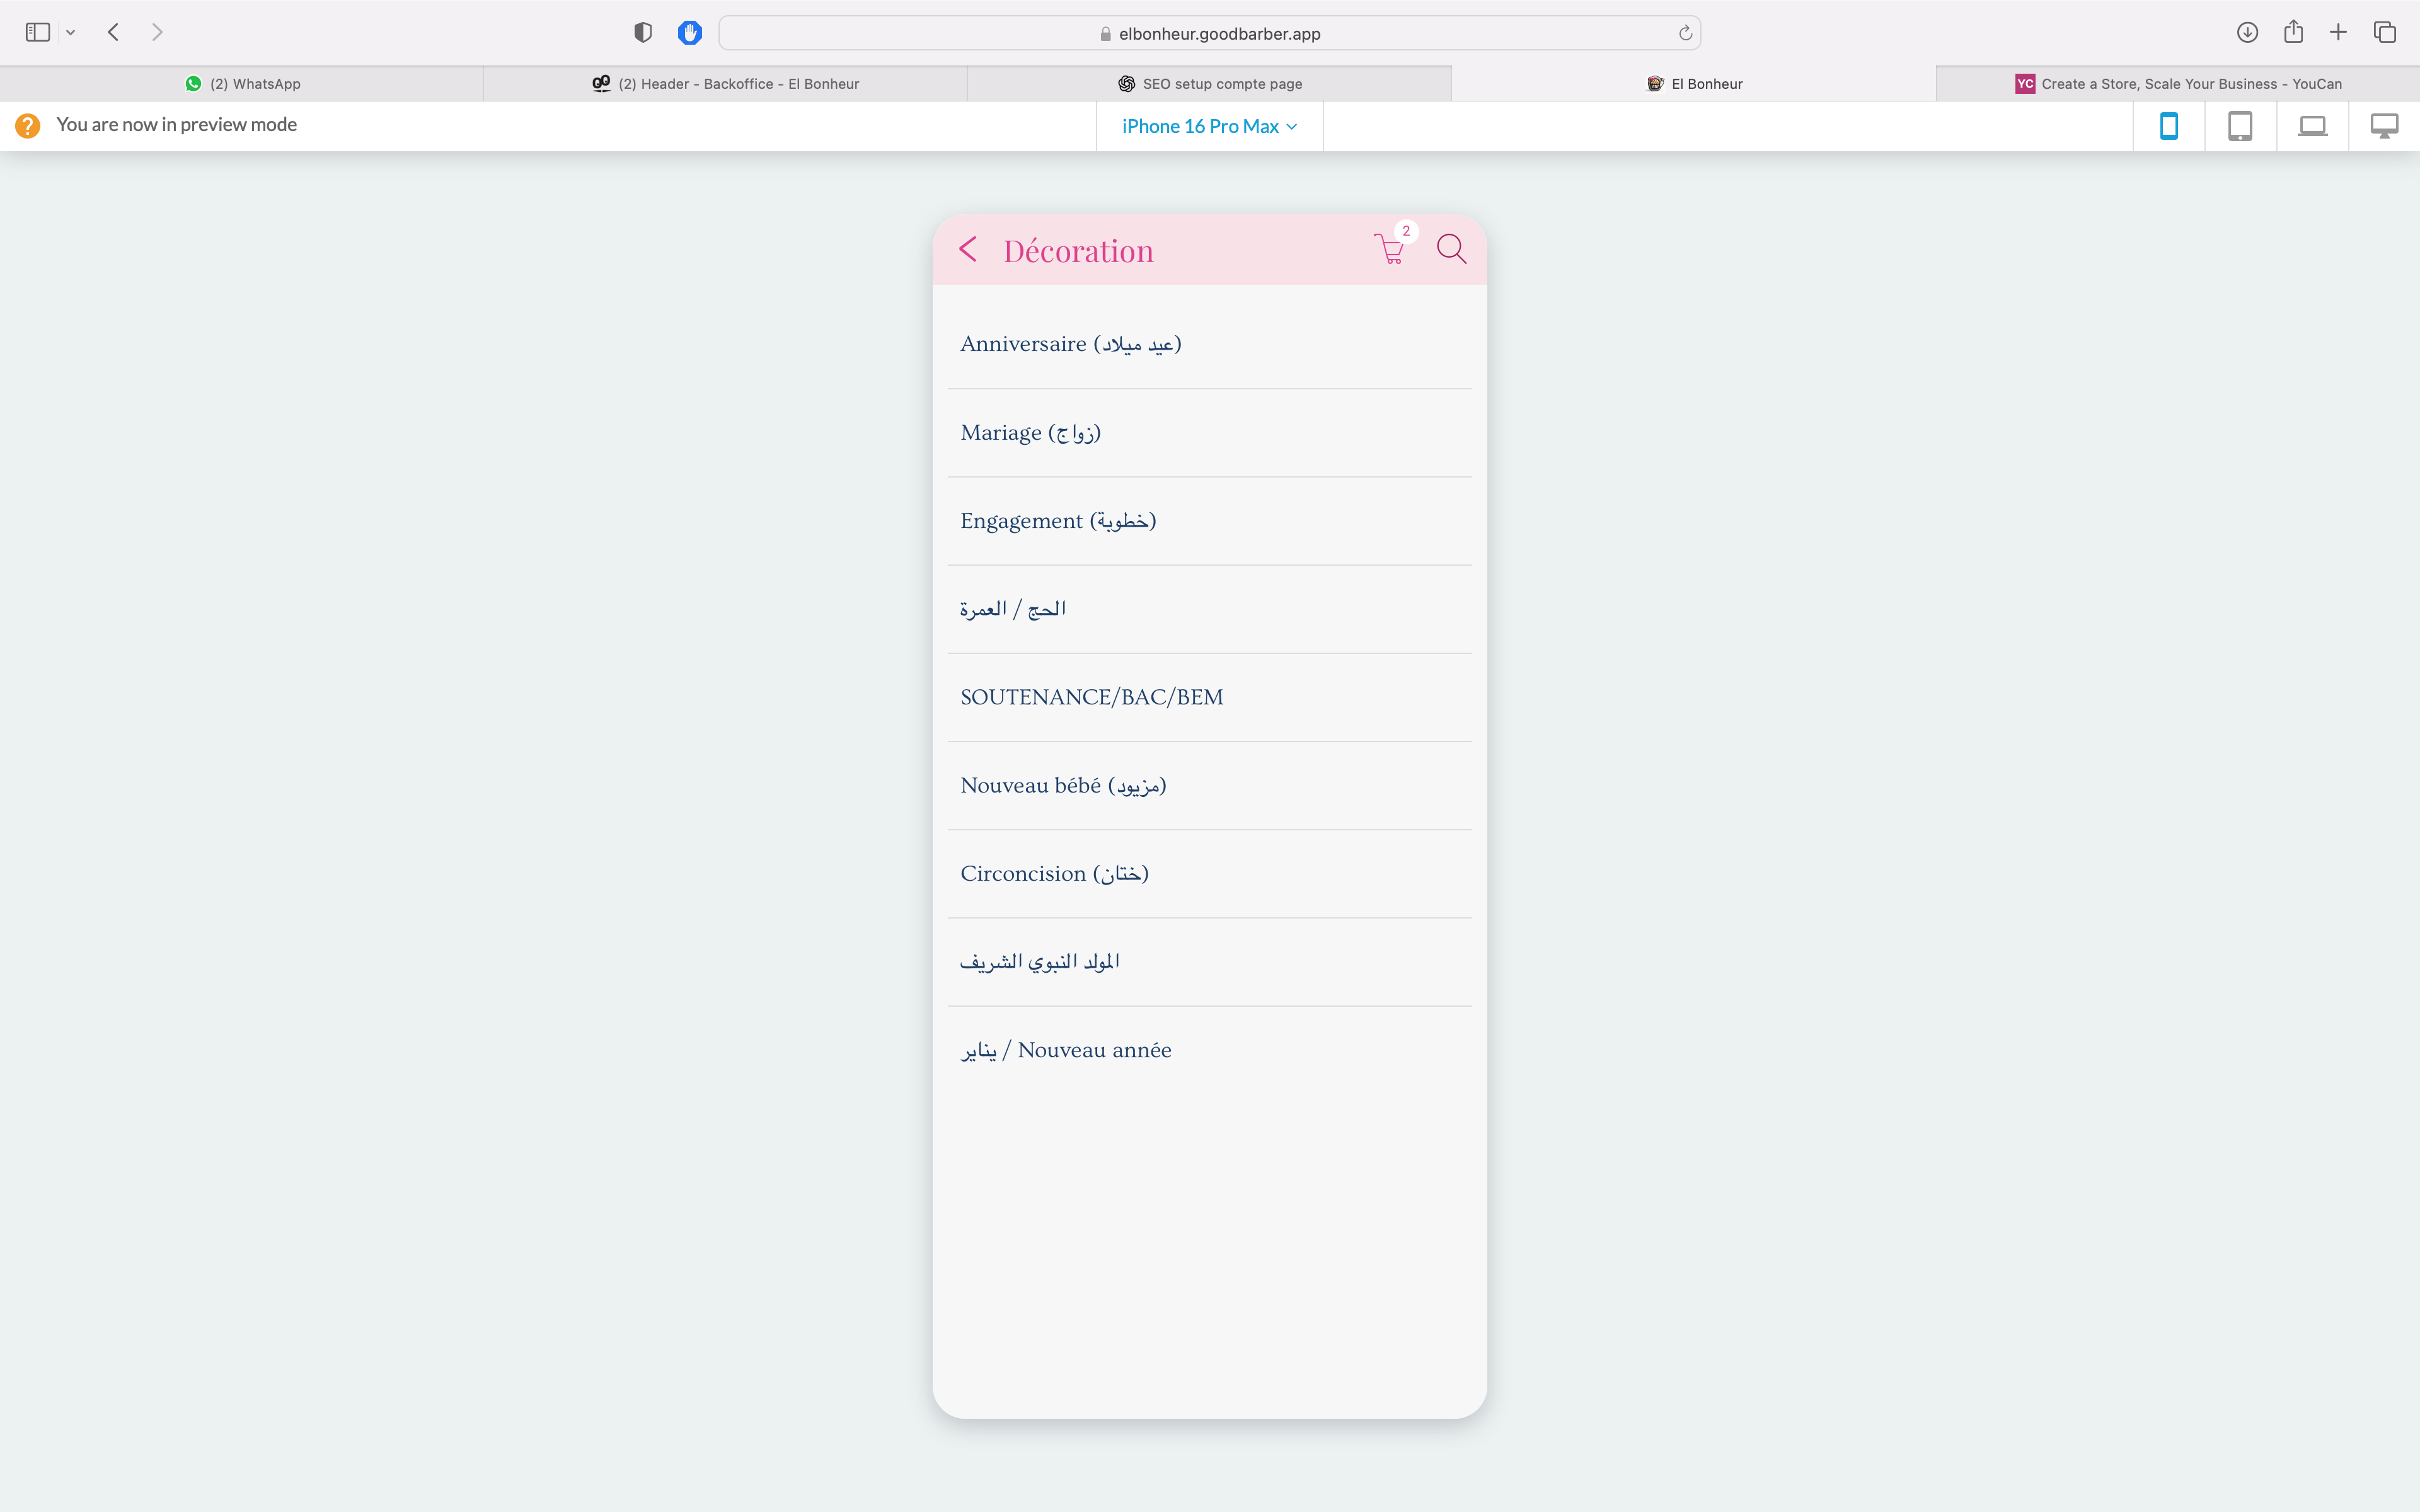 elbonheur.goodbarber.app
(2) WhatsApp
(2) Header - Backoffice - El Bonheur
SEO setup compte page
El Bonheur
YC Create a Store, Scale Your Business - YouCan
? You are now in preview mode
iPhone 16 Pro Max
Décoration
2
Anniversaire (عيد ميلاد)
Mariage (زواج)
Engagement (خطوبة)
الحج / العمرة
SOUTENANCE/BAC/BEM
Nouveau bébé (مزيود)
Circoncision (ختان)
المولد النبوي الشريف
يناير / Nouveau année